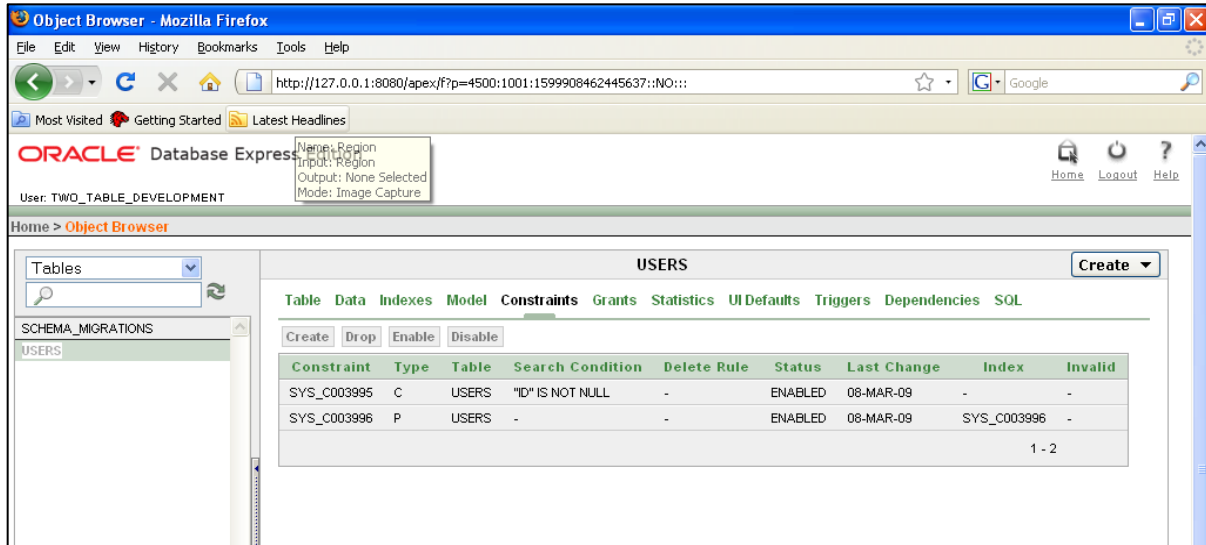 Object Browser - Mozilla Firefox
File Edit View History Bookmarks Tools Help
http://127.0.0.1:8080/apex/f?p=4500:1001:1599908462445637::NO:::
G Google
Most Visited Getting Started Latest Headlines
ORACLE Database Express Edition
Name: Region
Input: Region
Output: None Selected
Mode: Image Capture
Home Logout Help
User: TWO_TABLE_DEVELOPMENT
Home > Object Browser
Tables
USERS
Create
Table Data Indexes Model Constraints Grants Statistics UI Defaults Triggers Dependencies SQL
SCHEMA_MIGRATIONS
USERS
Create Drop Enable Disable
Constraint Type Table Search Condition Delete Rule Status Last Change Index Invalid
SYS_C003995 C USERS "ID" IS NOT NULL - ENABLED 08-MAR-09 - -
SYS_C003996 P USERS - - ENABLED 08-MAR-09 SYS_C003996 -
1 - 2